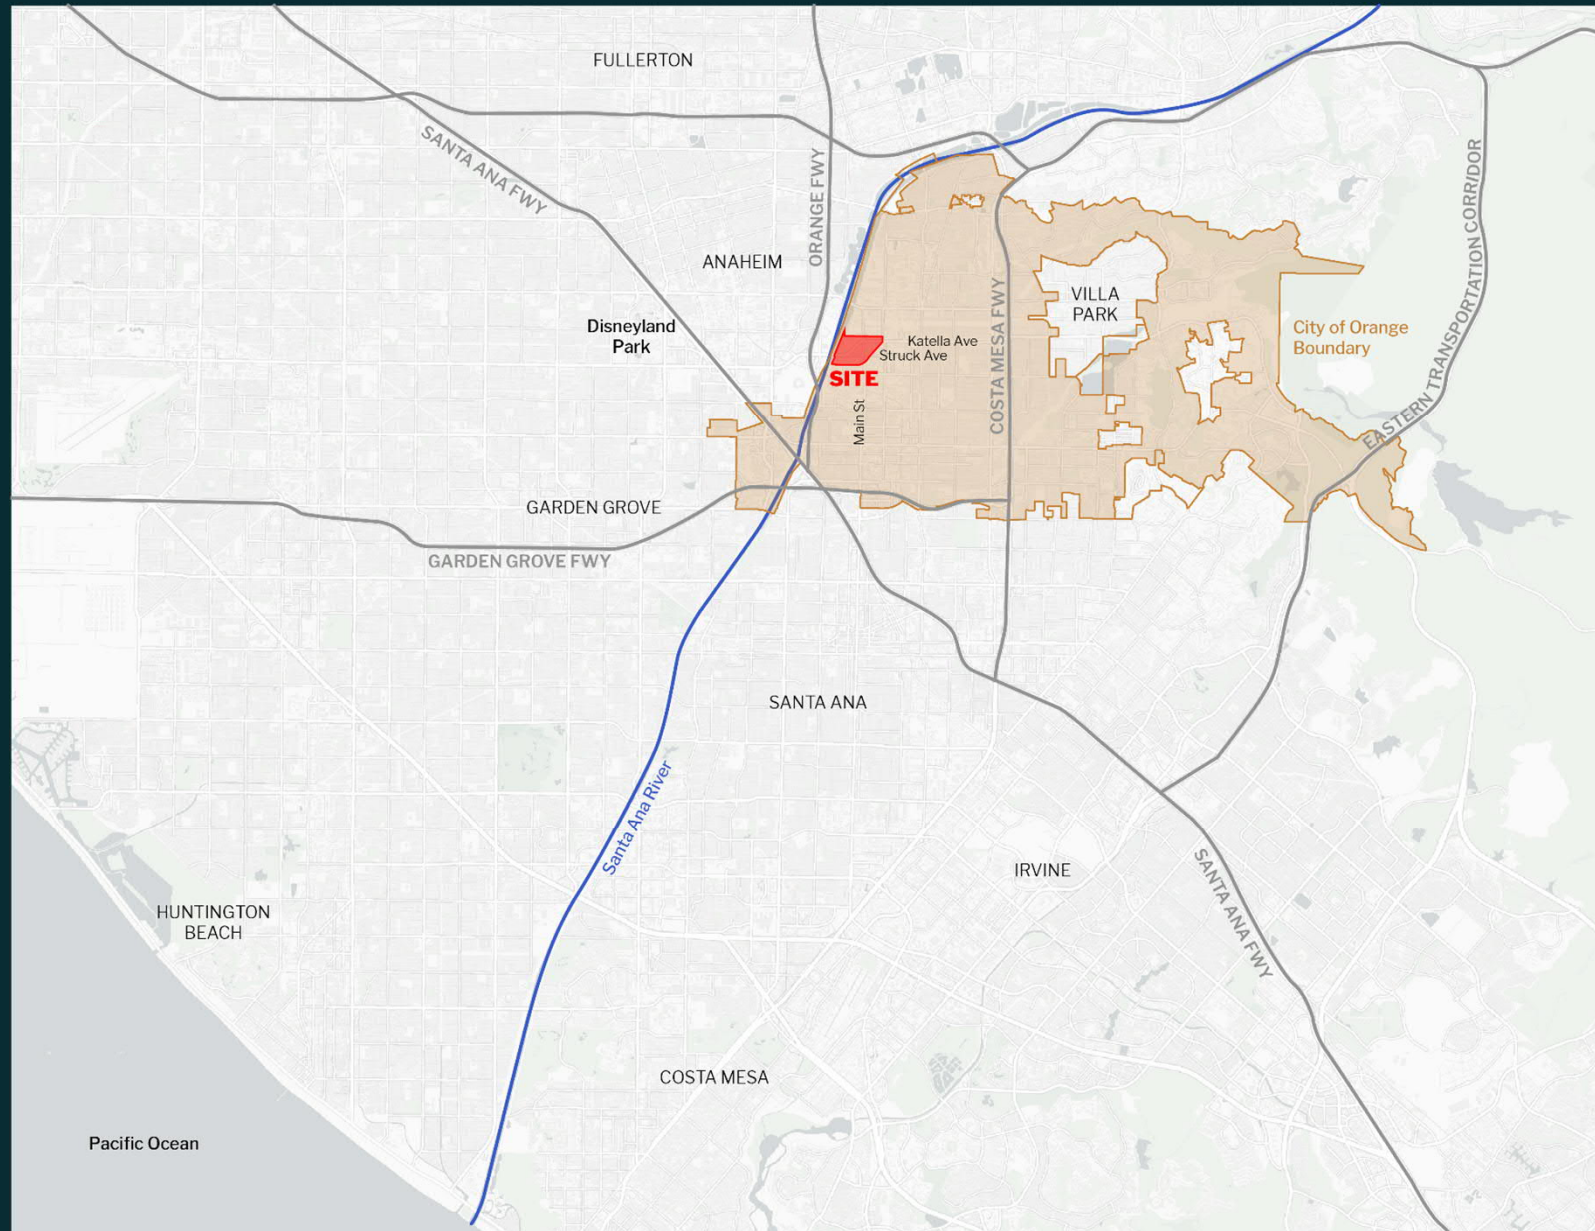 FULLERTON
SANTA ANA FWY
ORANGE FWY
EASTERN TRANSPORTATION CORRIDOR
ANAHEIM
COSTA MESA FWY
VILLA
PARK
Disneyland
Park
City of Orange
Boundary
Katella Ave
Struck Ave
SITE
Main St
GARDEN GROVE
GARDEN GROVE FWY
SANTA ANA
Santa Ana River
IRVINE
SANTA ANA FWY
HUNTINGTON
BEACH
COSTA MESA
Pacific Ocean